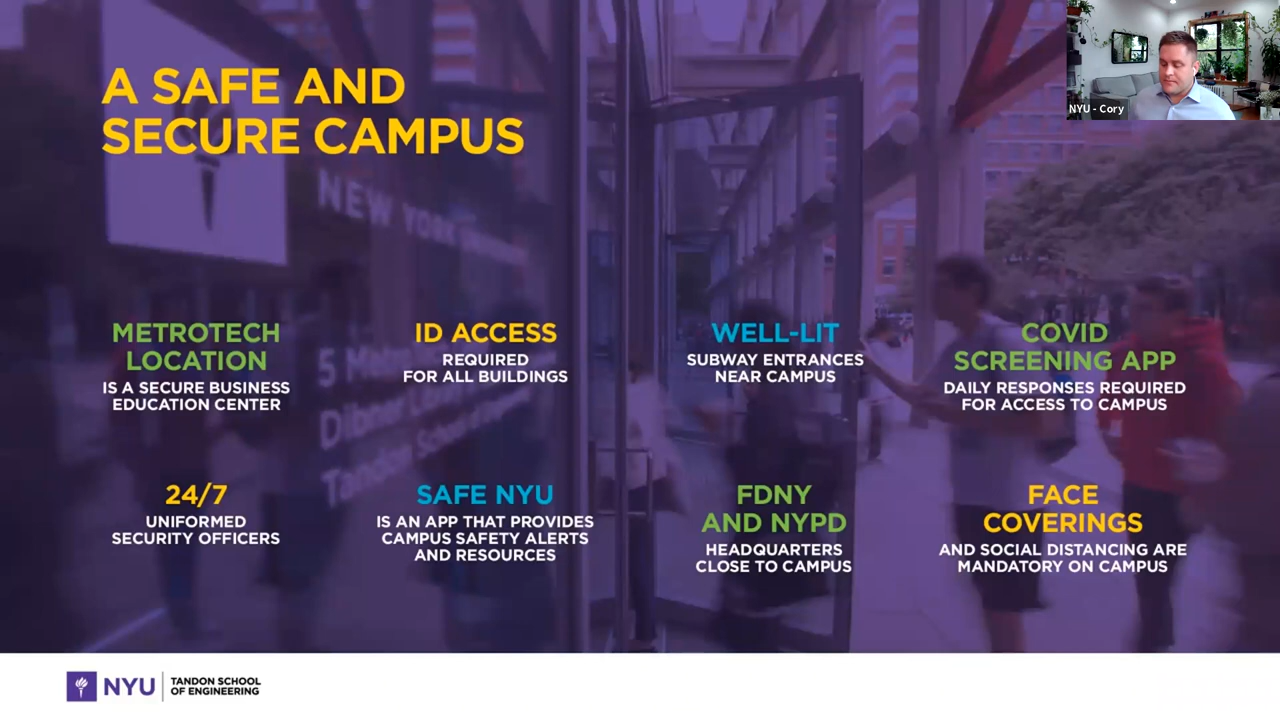 A SAFE AND
SECURE CAMPUS
NYU - Cory
NEW YORK
5
METROTECH
LOCATION
IS A SECURE BUSINESS
EDUCATION CENTER
ID ACCESS
REQUIRED
FOR ALL BUILDINGS
WELL-LIT
SUBWAY ENTRANCES
NEAR CAMPUS
COVID
SCREENING APP
DAILY RESPONSES REQUIRED
FOR ACCESS TO CAMPUS
24/7
UNIFORMED
SECURITY OFFICERS
SAFE NYU
IS AN APP THAT PROVIDES
CAMPUS SAFETY ALERTS
AND RESOURCES
FDNY
AND NYPD
HEADQUARTERS
CLOSE TO CAMPUS
FACE
COVERINGS
AND SOCIAL DISTANCING ARE
MANDATORY ON CAMPUS
NYU
TANDON SCHOOL
OF ENGINEERING